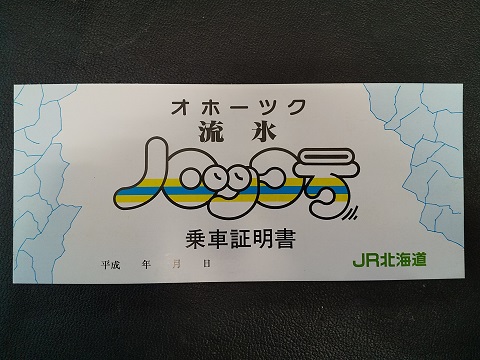 オホーツク
流氷
ノロッコ号
乗車証明書
平成 年 月 日
JR北海道